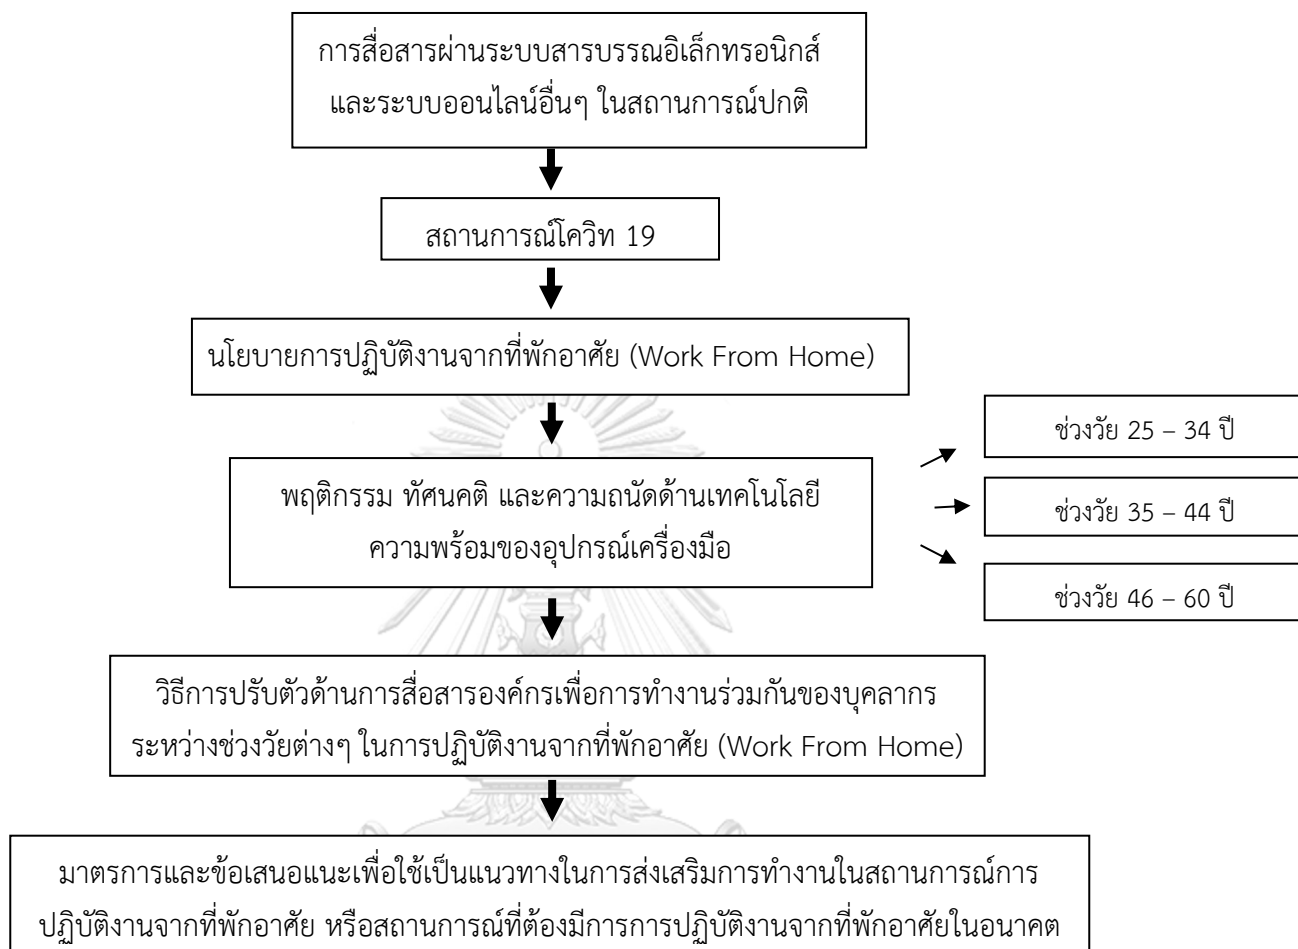 การสื่อสารผ่านระบบสารบรรณอิเล็กทรอนิกส์
และระบบออนไลน์อื่นๆ ในสถานการณ์ปกติ
สถานการณ์โควิท 19
นโยบายการปฏิบัติงานจากที่พักอาศัย (Work From Home)
พฤติกรรม ทัศนคติ และความถนัดด้านเทคโนโลยี
ความพร้อมของอุปกรณ์เครื่องมือ
ช่วงวัย 25 – 34 ปี
ช่วงวัย 35 – 44 ปี
ช่วงวัย 46 – 60 ปี
วิธีการปรับตัวด้านการสื่อสารองค์กรเพื่อการทำงานร่วมกันของบุคลากร
ระหว่างช่วงวัยต่างๆ ในการปฏิบัติงานจากที่พักอาศัย (Work From Home)
มาตรการและข้อเสนอแนะเพื่อใช้เป็นแนวทางในการส่งเสริมการทำงานในสถานการณ์การ
ปฏิบัติงานจากที่พักอาศัย หรือสถานการณ์ที่ต้องมีการการปฏิบัติงานจากที่พักอาศัยในอนาคต